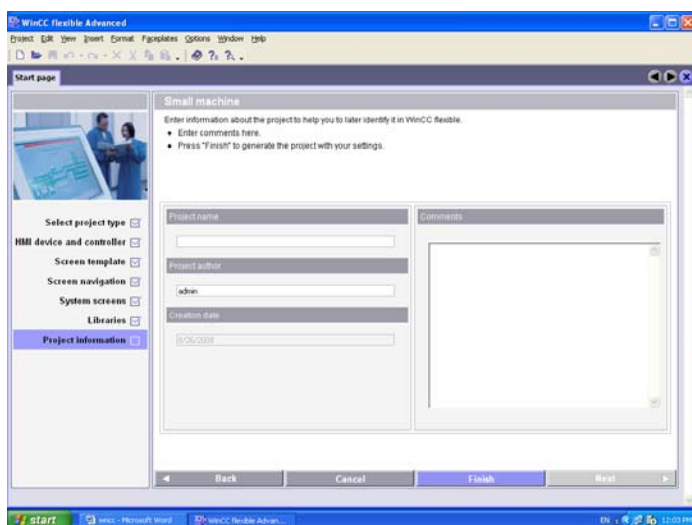 WinCC flexible Advanced
Project Edit View Insert Format Faceplates Options Window Help
Start page
Small machine
Enter information about the project to help you to later identify it in WinCC flexible.
• Enter comments here.
• Press "Finish" to generate the project with your settings.
Select project type
HMI device and controller
Screen template
Screen navigation
System screens
Libraries
Project information
Project name
Project author
admin
Creation date
Comments
Back
Cancel
Finish
Next
start
wincc - Microsoft Word
WinCC flexible Advan...
EN
12:03 PM